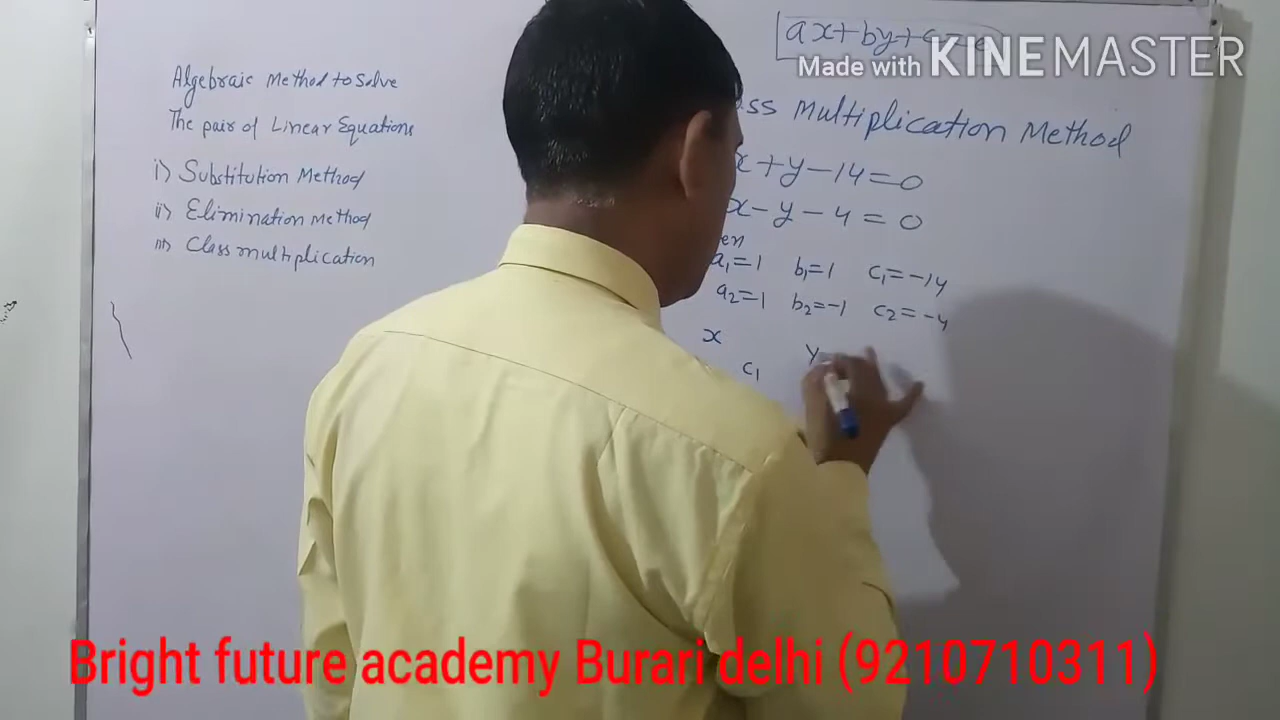 Algebraic Method to Solve
The pair of Linear Equations
i) Substitution Method
ii) Elimination Method
iii) Class multiplication
ax+by+c=0
Made with KINEMASTER
Multiplication Method
x+y-14=0
x-y-4=0
a₁=1 b₁=1 c₁=-14
a₂=1 b₂=-1 c₂=-4
x y
c₁
Bright future academy Burari delhi (9210710311)